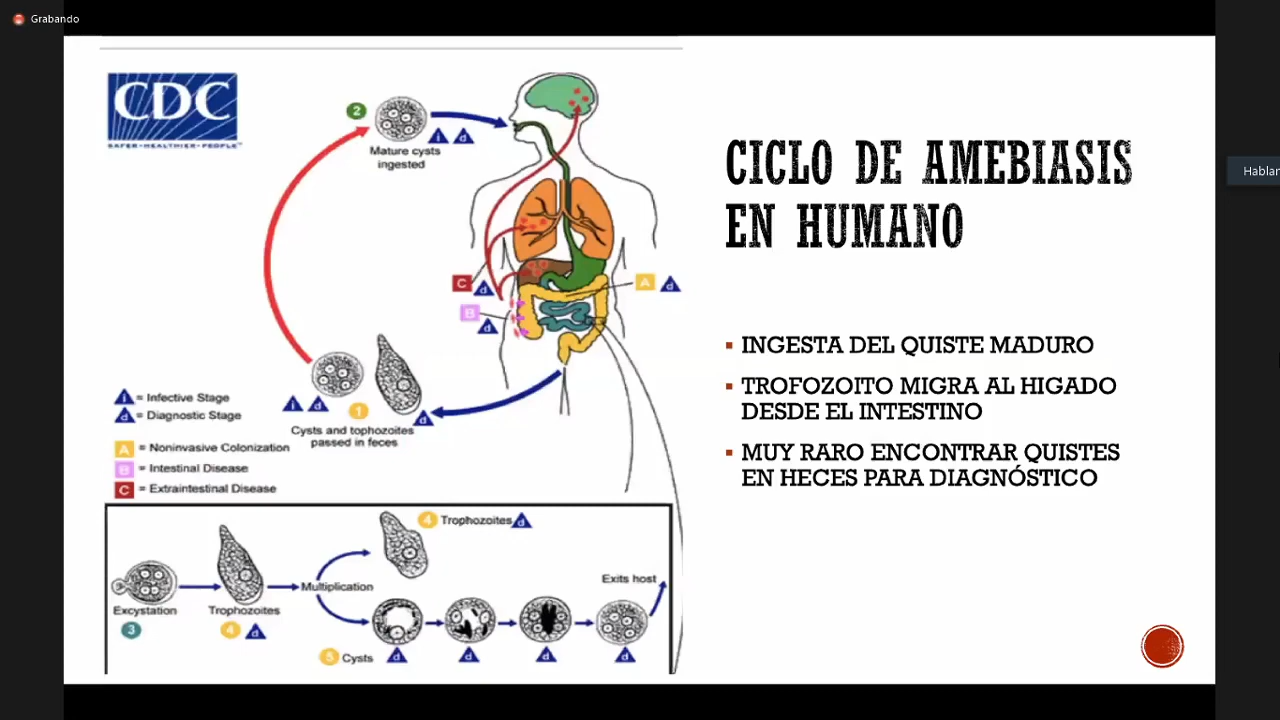 Grabando
CDC
SAFER•HEALTHIER•PEOPLE™
2
i d
Mature cysts
ingested
C d
A d
B
d
i d
1
d
Cysts and tophozoites
passed in feces
i = Infective Stage
d = Diagnostic Stage
A = Noninvasive Colonization
B = Intestinal Disease
C = Extraintestinal Disease
4 Trophozoites d
Multiplication
Exits host
Excystation
3
Trophozoites
4 d
5 Cysts d d d d
CICLO DE AMEBIASIS
EN HUMANO
▪ INGESTA DEL QUISTE MADURO
▪ TROFOZOITO MIGRA AL HIGADO
DESDE EL INTESTINO
▪ MUY RARO ENCONTRAR QUISTES
EN HECES PARA DIAGNÓSTICO